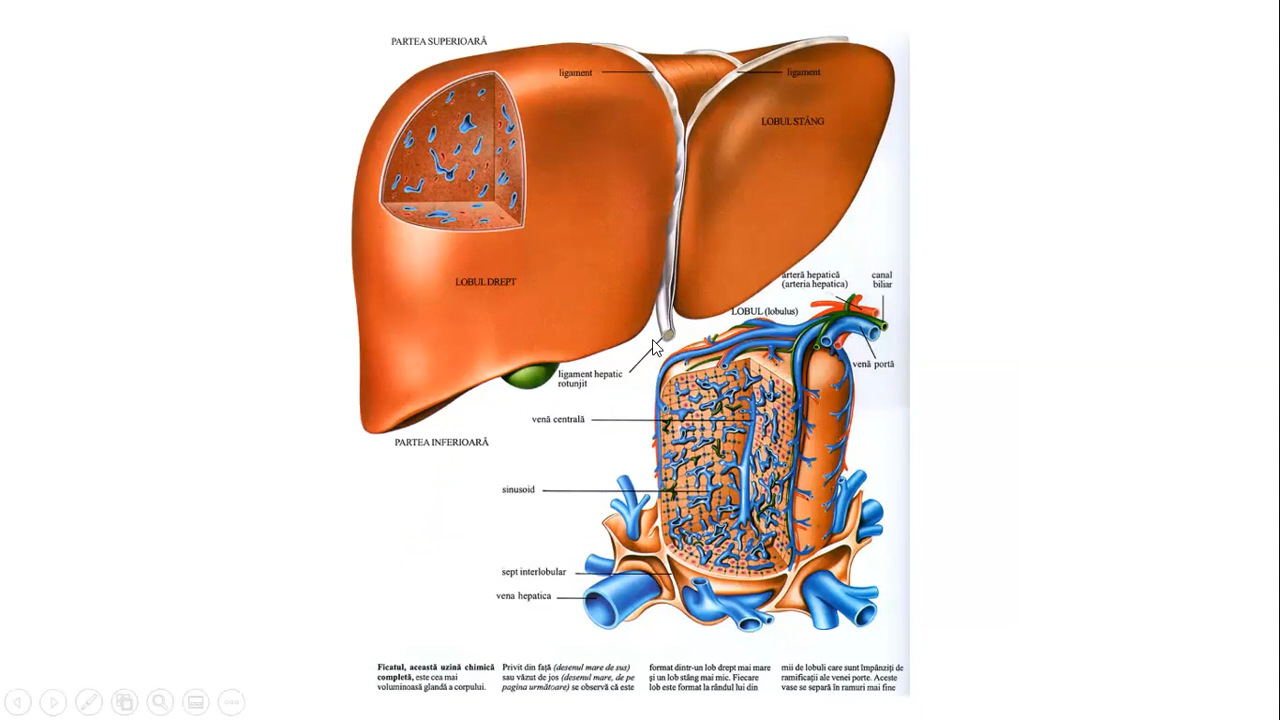 PARTEA SUPERIOARĂ
ligament
ligament
LOBUL STÂNG
LOBUL DREPT
arteră hepatică
(arteria hepatica)
canal
biliar
LOBUL (lobulus)
venă portă
ligament hepatic
rotunjit
venă centrală
PARTEA INFERIOARĂ
sinusoid
sept interlobular
vena hepatica
Ficatul, această uzină chimică
completă, este cea mai
voluminoasă glandă a corpului.
Privit din faţă (desenul mare de sus)
sau văzut de jos (desenul mare, de pe
pagina următoare) se observă că este
format dintr-un lob drept mai mare
şi un lob stâng mai mic. Fiecare
lob este format la rândul lui din
mii de lobuli care sunt împânziţi de
ramificaţii ale venei porte. Aceste
vase se separă în ramuri mai fine